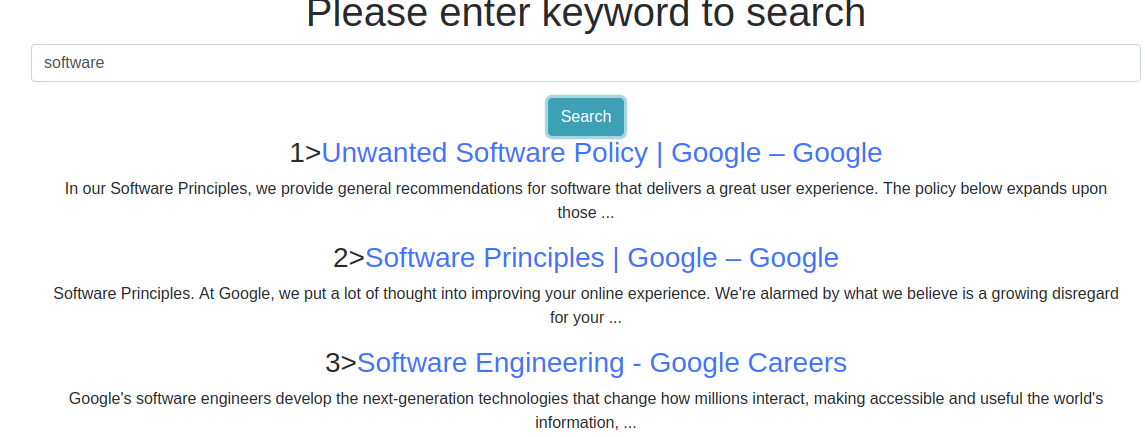 Please enter keyword to search
software
Search
1>Unwanted Software Policy | Google – Google
In our Software Principles, we provide general recommendations for software that delivers a great user experience. The policy below expands upon
those ...
2>Software Principles | Google – Google
Software Principles. At Google, we put a lot of thought into improving your online experience. We're alarmed by what we believe is a growing disregard
for your ...
3>Software Engineering - Google Careers
Google's software engineers develop the next-generation technologies that change how millions interact, making accessible and useful the world's
information, ...